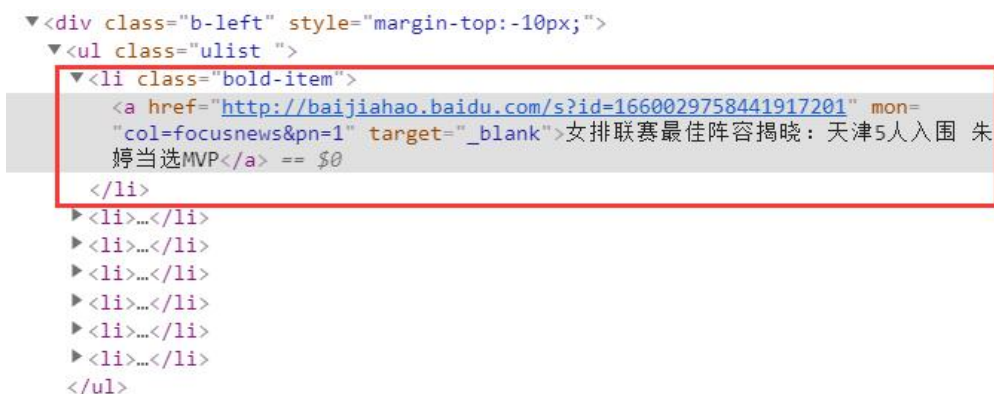 ▼<div class="b-left" style="margin-top:-10px;">
▼<ul class="ulist ">
▼<li class="bold-item">
<a href="http://baijiahao.baidu.com/s?id=1660029758441917201" mon=
"col=focusnews&pn=1" target="_blank">女排联赛最佳阵容揭晓：天津5人入围 朱
婷当选MVP</a> == $0
</li>
▶<li>…</li>
▶<li>…</li>
▶<li>…</li>
▶<li>…</li>
▶<li>…</li>
▶<li>…</li>
</ul>